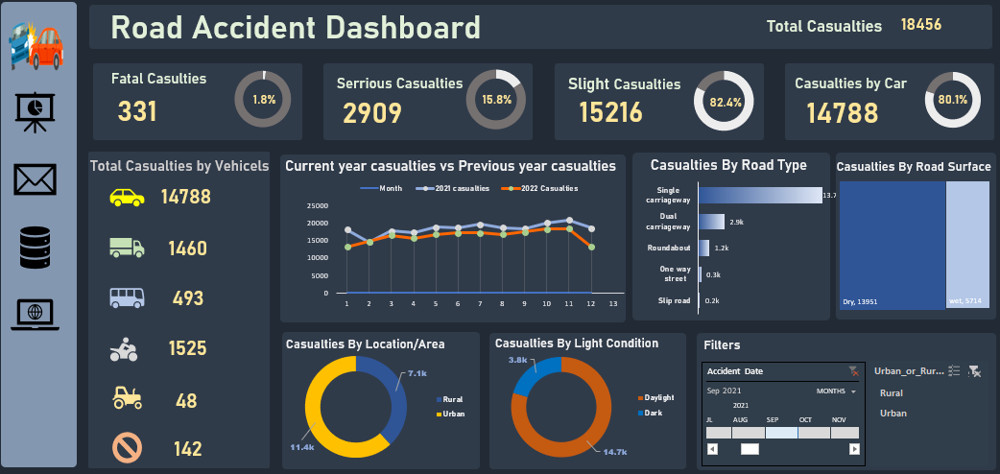 Road Accident Dashboard
Total Casualties 18456
Fatal Casulties
331
1.8%
Serrious Casualties
2909
15.8%
Slight Casualties
15216
82.4%
Casulties by Car
14788
80.1%
Total Casualties by Vehicels
14788
1460
493
1525
48
142
Current year casualties vs Previous year casualties
Month 2021 casualties 2022 Casualties
25000
20000
15000
10000
5000
0
1 2 3 4 5 6 7 8 9 10 11 12 13
Casulties By Road Type
Single
carriageway
13.7
Dual
carriageway
2.9k
Roundabout
1.2k
One way
street
0.3k
Slip road
0.2k
Casualties By Road Surface
Dry, 13951
wet, 5714
Casualties By Location/Area
7.1k
11.4k
Rural
Urban
Casualties By Light Condition
3.8k
14.7k
Daylight
Dark
Filters
Accident Date
Sep 2021 MONTHS
2021
JL AUG SEP OCT NOV
Urban_or_Rur...
Rural
Urban